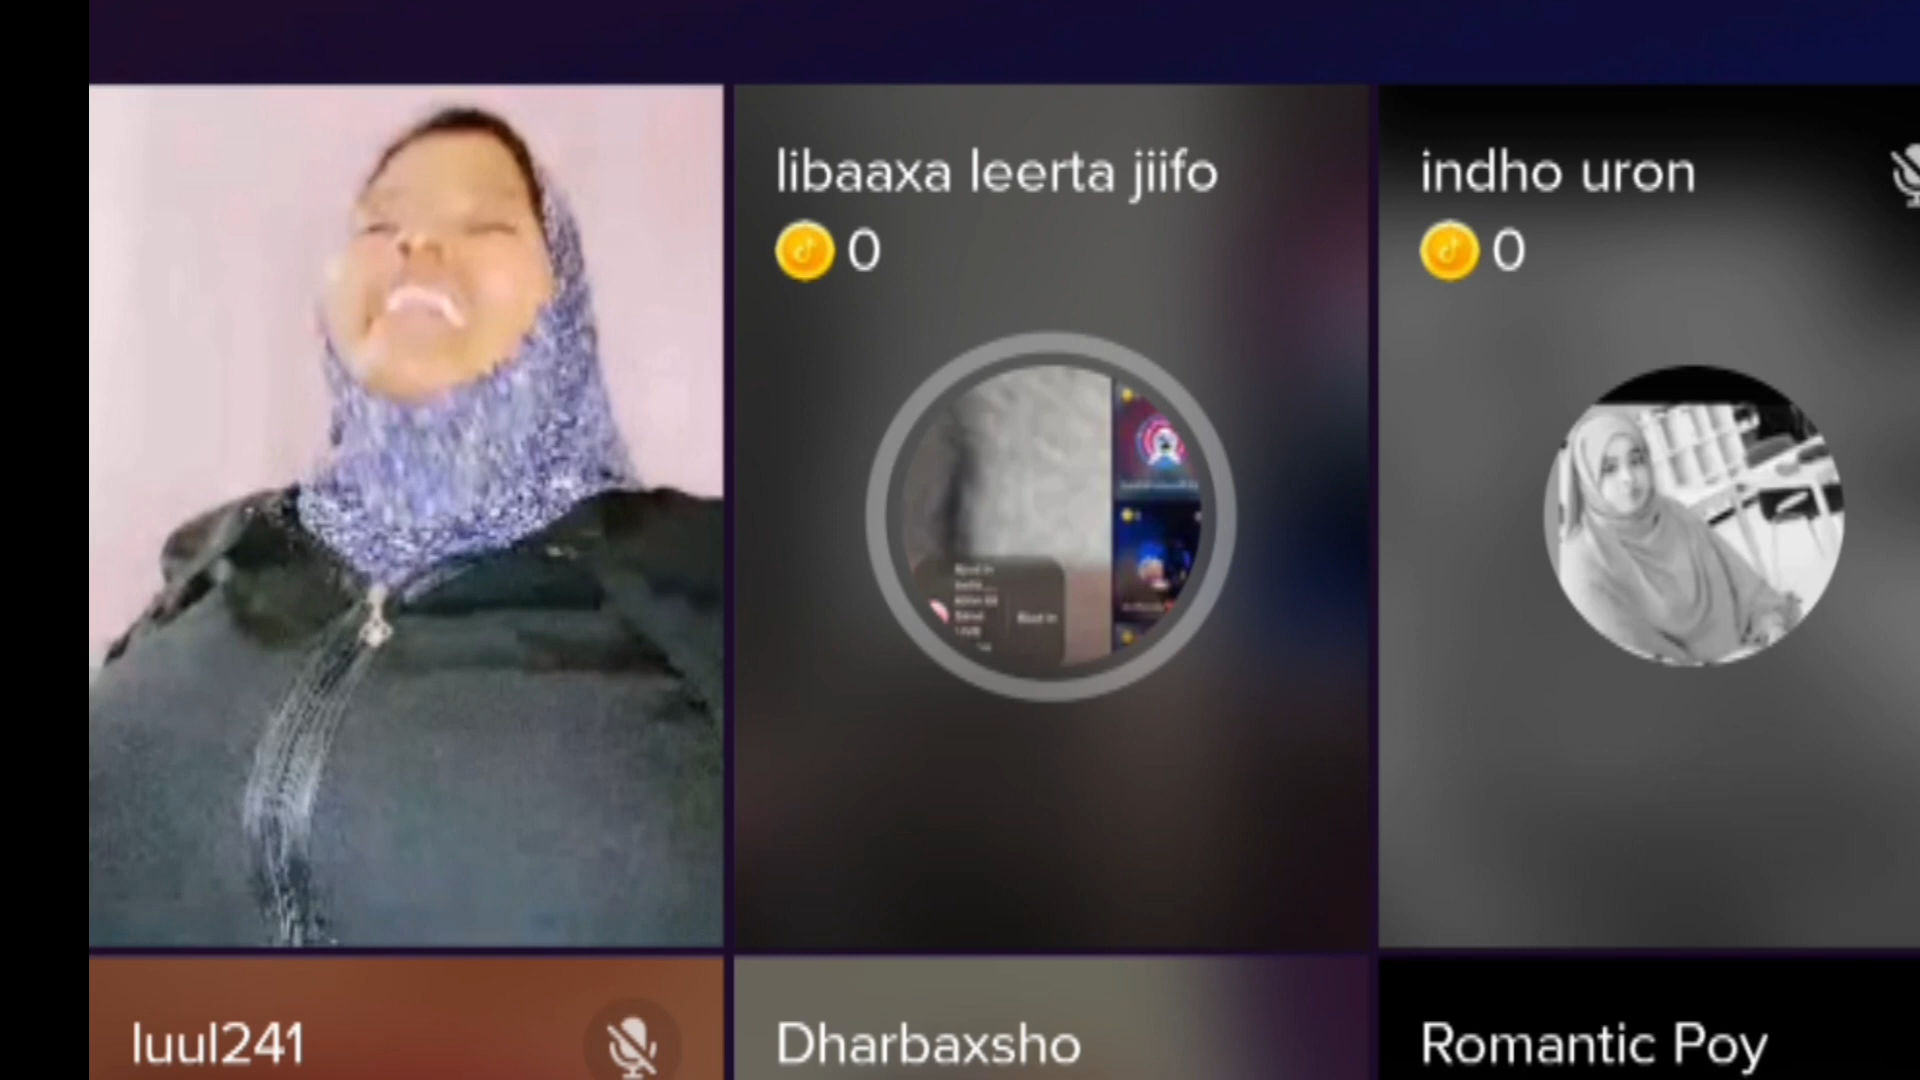 libaaxa leerta jiifo
0
indho uron
0
luul241
Dharbaxsho
Romantic Poy